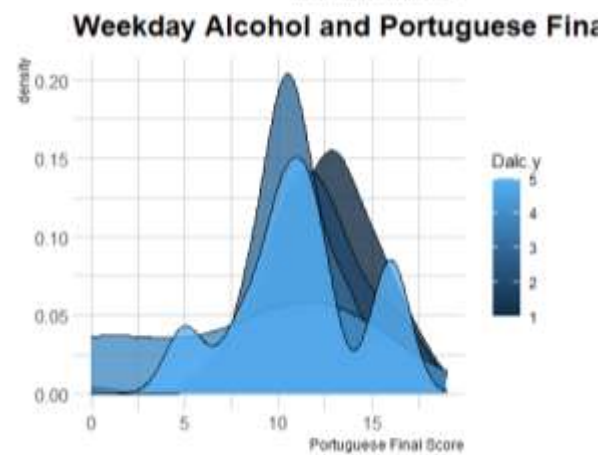 Weekday Alcohol and Portuguese Fina
density
0.20
0.15
0.10
0.05
0.00
0 5 10 15
Portuguese Final Score
Dalc.y
5
4
3
2
1